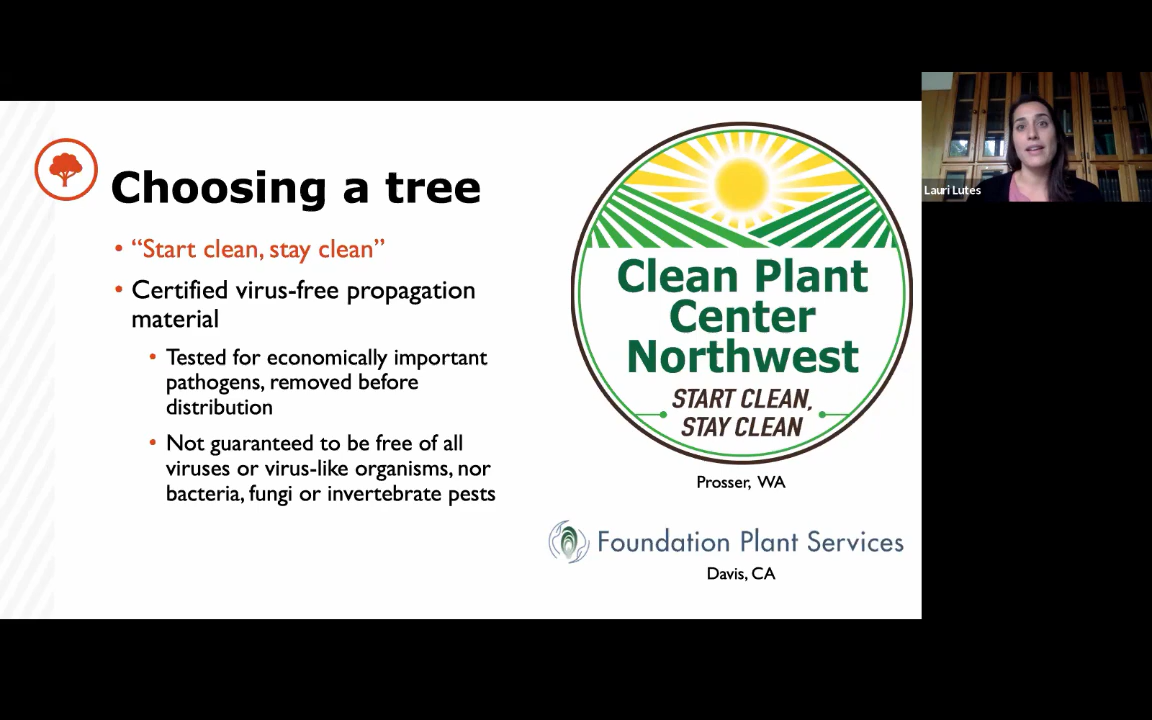 Choosing a tree
• “Start clean, stay clean”
• Certified virus-free propagation
material
• Tested for economically important
pathogens, removed before
distribution
• Not guaranteed to be free of all
viruses or virus-like organisms, nor
bacteria, fungi or invertebrate pests
Clean Plant
Center
Northwest
START CLEAN,
STAY CLEAN
Prosser, WA
Foundation Plant Services
Davis, CA
Lauri Lutes